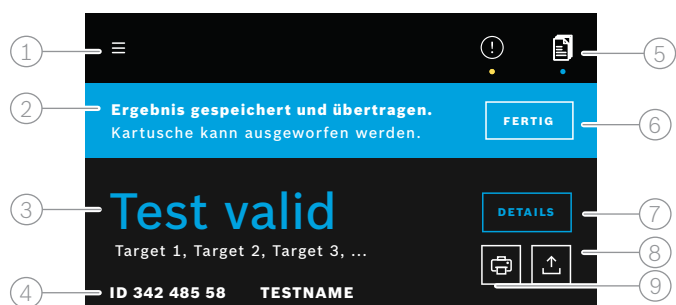 1
5
2
Ergebnis gespeichert und übertragen.
Kartusche kann ausgeworfen werden.
FERTIG
6
3
Test valid
DETAILS
7
Target 1, Target 2, Target 3, ...
8
4
ID 342 485 58 TESTNAME
9